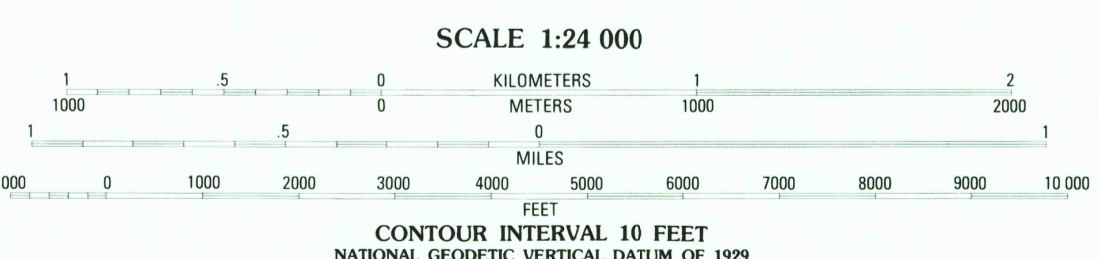 SCALE 1:24 000
1 .5 0 KILOMETERS 1 2
1000 0 METERS 1000 2000
1 .5 0 1
MILES
000 0 1000 2000 3000 4000 5000 6000 7000 8000 9000 10 000
FEET
CONTOUR INTERVAL 10 FEET
NATIONAL GEODETIC VERTICAL DATUM OF 1929